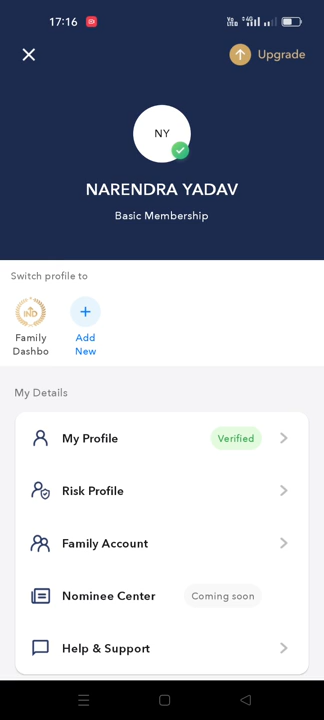 17:16
Upgrade
NY
NARENDRA YADAV
Basic Membership
Switch profile to
IND
Family
Dashbo
Add
New
My Details
My Profile
Verified
Risk Profile
Family Account
Nominee Center
Coming soon
Help & Support